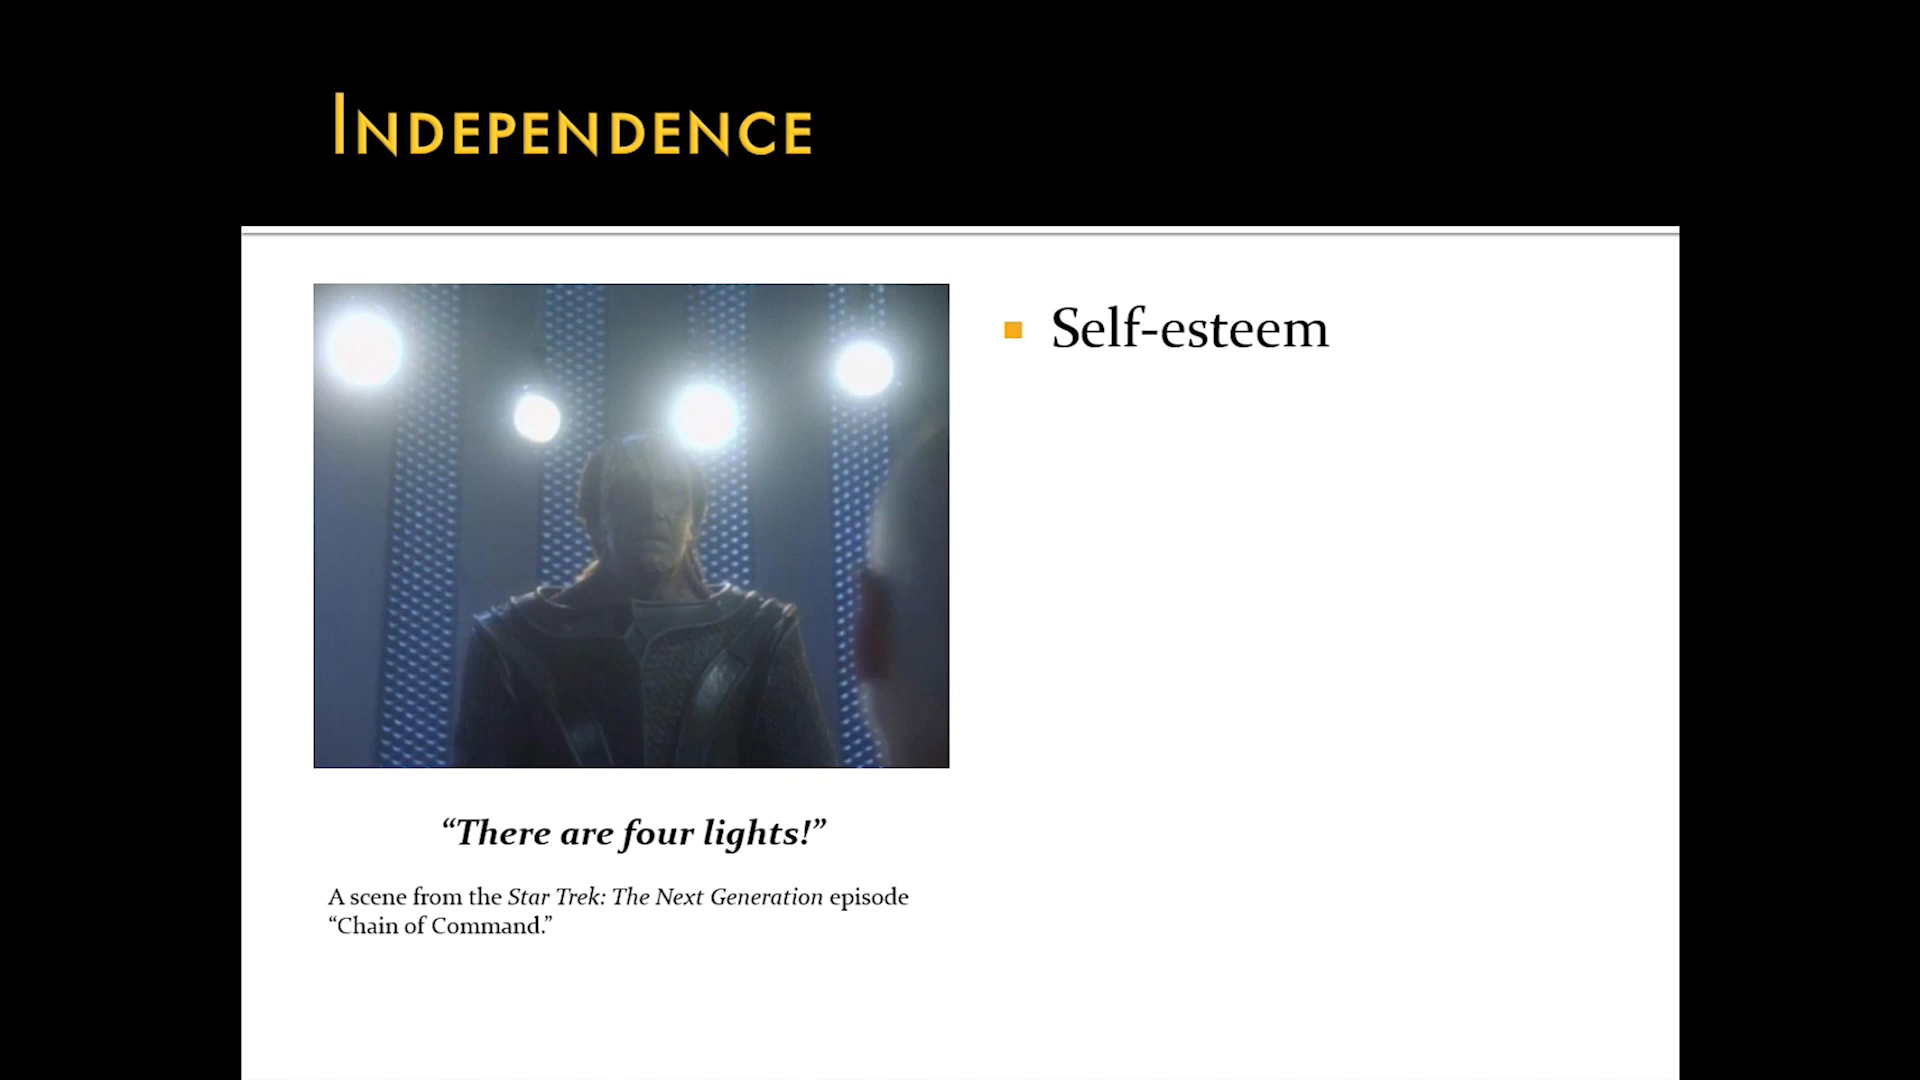 INDEPENDENCE
Self-esteem
“There are four lights!”
A scene from the Star Trek: The Next Generation episode
“Chain of Command.”